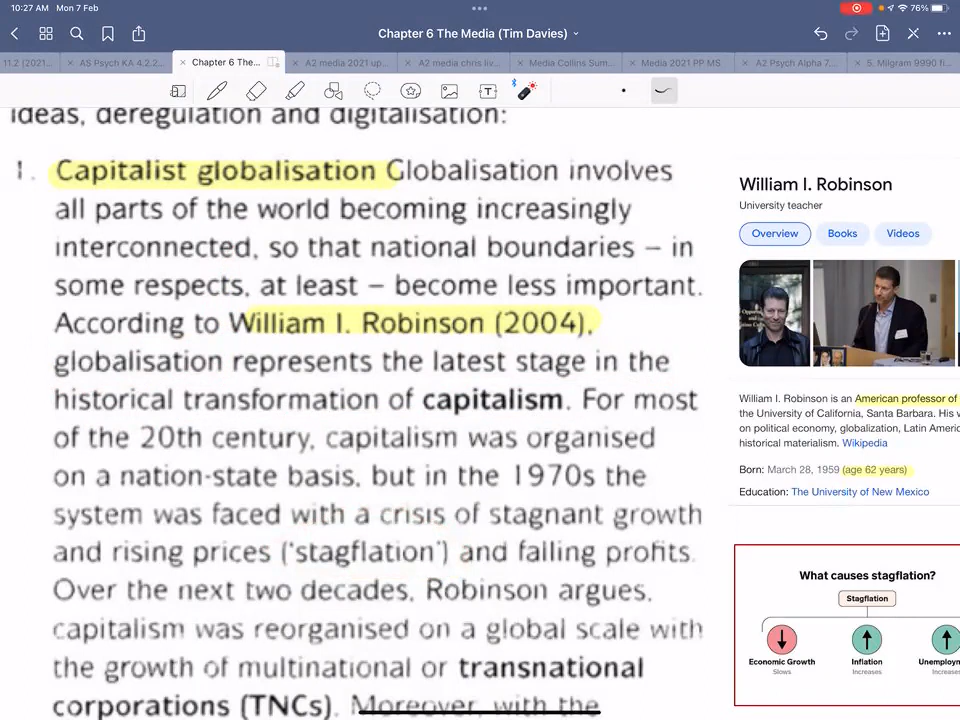 10:27 AM Mon 7 Feb
76%
Chapter 6 The Media (Tim Davies)
11.2 (2021...
AS Psych KA 4,2,2...
Chapter 6 The...
A2 media 2021 up...
A2 media chris liv...
Media Collins Sum...
Media 2021 PP MS
A2 Psych Alpha 7,...
5. Milgram 9990 fi
ideas, deregulation and digitalisation:
1. Capitalist globalisation Globalisation involves
all parts of the world becoming increasingly
interconnected, so that national boundaries – in
some respects, at least – become less important.
According to William I. Robinson (2004),
globalisation represents the latest stage in the
historical transformation of capitalism. For most
of the 20th century, capitalism was organised
on a nation-state basis, but in the 1970s the
system was faced with a crisis of stagnant growth
and rising prices ('stagflation') and falling profits.
Over the next two decades, Robinson argues,
capitalism was reorganised on a global scale with
the growth of multinational or transnational
corporations (TNCs). Moreover, with the
William I. Robinson
University teacher
Overview
Books
Videos
William I. Robinson is an American professor of
the University of California, Santa Barbara. His
on political economy, globalization, Latin Americ
historical materialism. Wikipedia
Born: March 28, 1959 (age 62 years)
Education: The University of New Mexico
What causes stagflation?
Stagflation
Economic Growth
Slows
Inflation
Increases
Unemploym
Increases